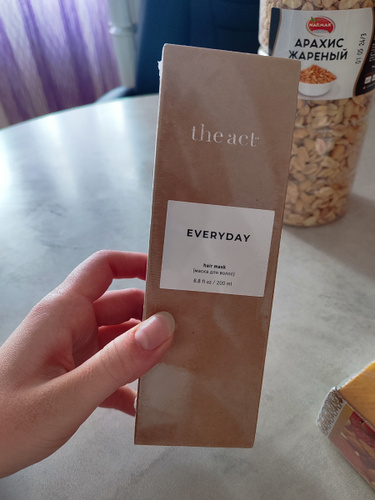 the act
EVERYDAY
hair mask
(маска для волос)
6.8 fl oz / 200 ml
АРАХИС
ЖАРЕНЫЙ